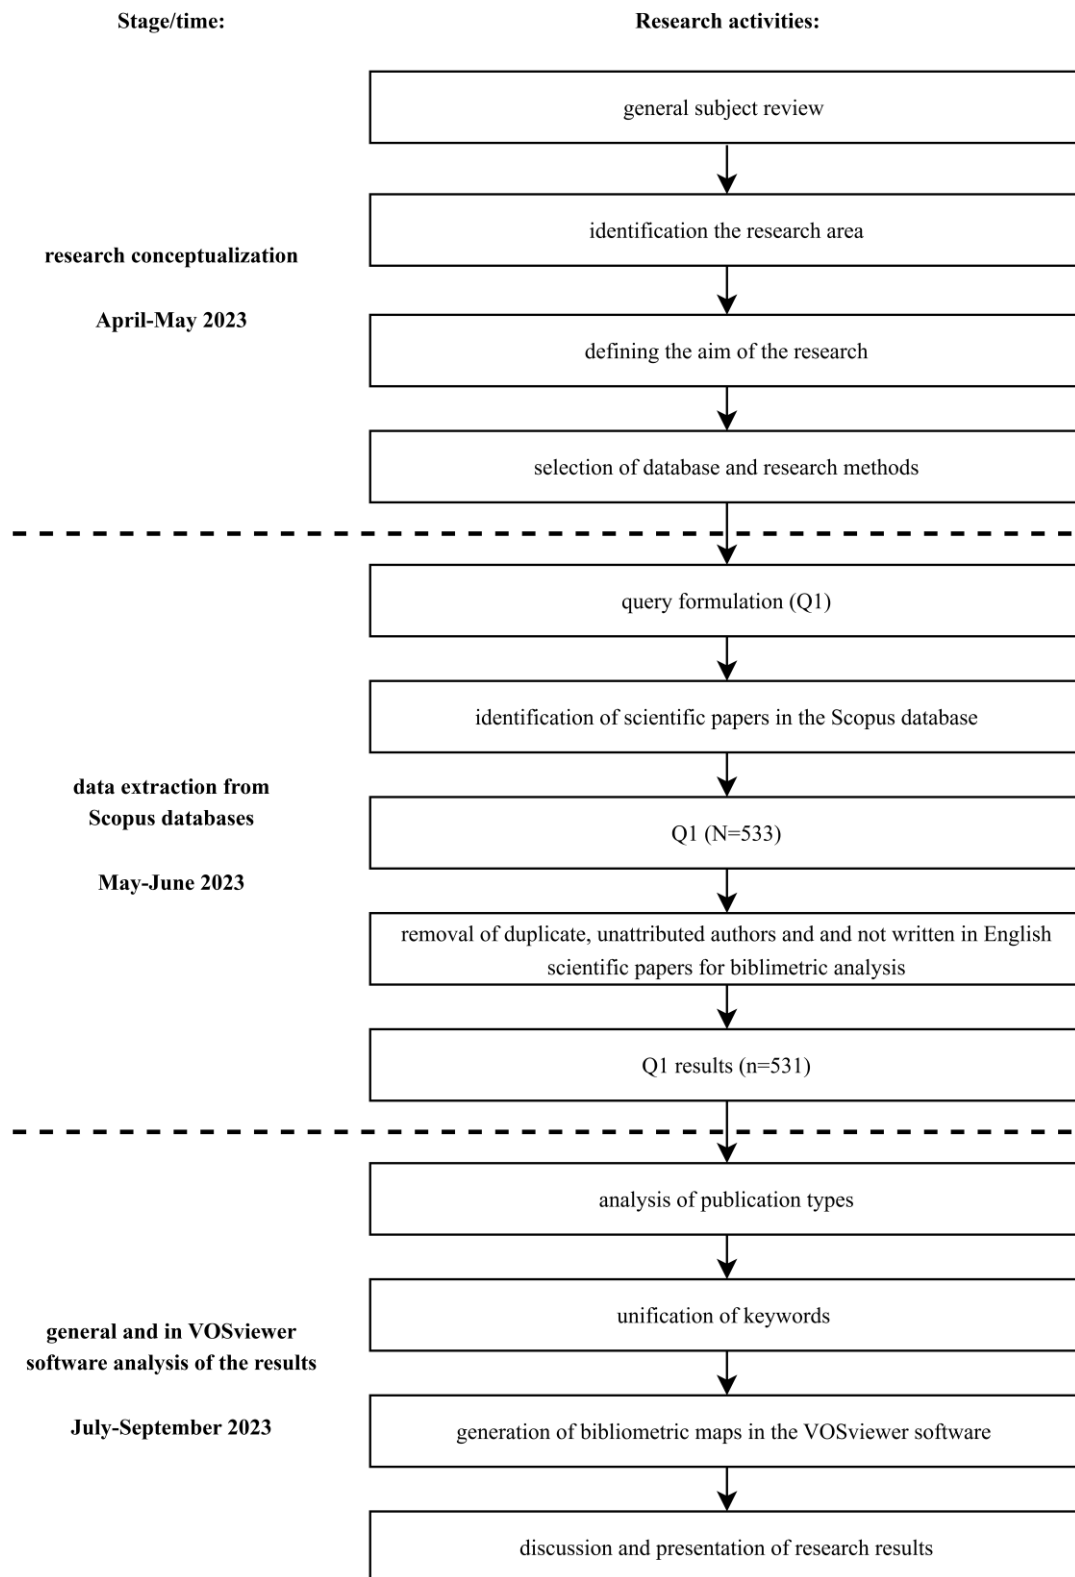 Stage/time:
Research activities:
general subject review
identification the research area
research conceptualization
April-May 2023
defining the aim of the research
selection of database and research methods
query formulation (Q1)
identification of scientific papers in the Scopus database
data extraction from
Scopus databases
May-June 2023
Q1 (N=533)
removal of duplicate, unattributed authors and and not written in English
scientific papers for biblimetric analysis
Q1 results (n=531)
analysis of publication types
unification of keywords
general and in VOSviewer
software analysis of the results
July-September 2023
generation of bibliometric maps in the VOSviewer software
discussion and presentation of research results